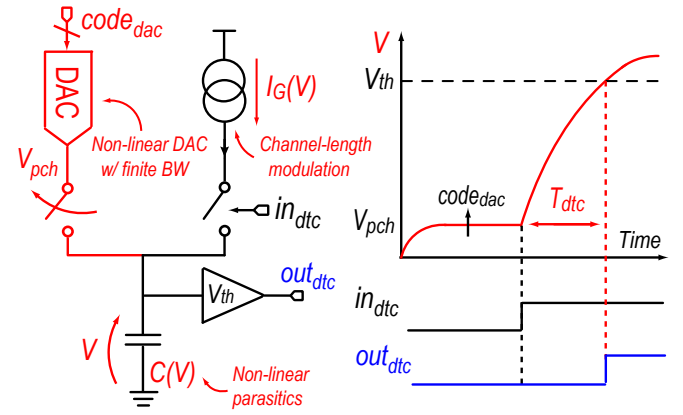 code_dac
DAC
Non-linear DAC
w/ finite BW
V_pch
I_G(V)
Channel-length
modulation
in_dtc
V_th
out_dtc
V
C(V)
Non-linear
parasitics
V
V_th
code_dac
T_dtc
V_pch
Time
in_dtc
out_dtc